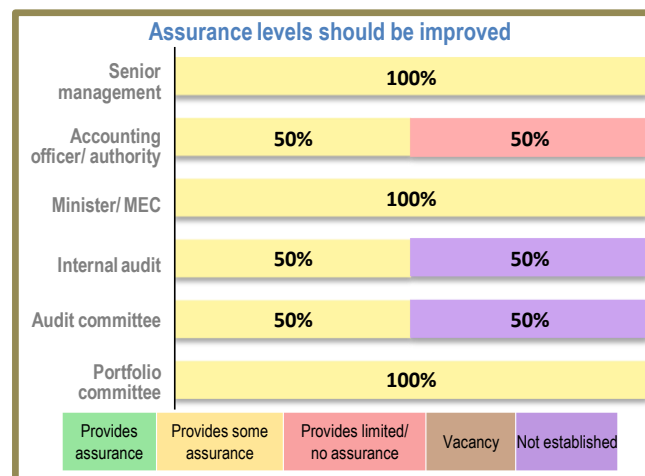 Assurance levels should be improved
Senior
management
100%
Accounting
officer/ authority
50% 50%
Minister/ MEC
100%
Internal audit
50% 50%
Audit committee
50% 50%
Portfolio
committee
100%
Provides
assurance
Provides some
assurance
Provides limited/
no assurance
Vacancy
Not established